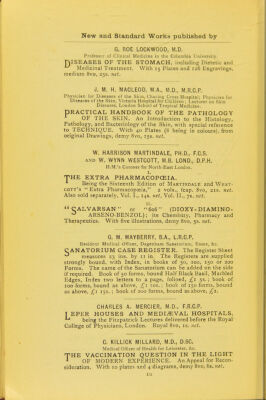 New and Standard Works published by
G. ROE LOCKWOOD, M.D.
Professor of Clinical Medicine in the Columbia University.
DISEASES OF THE STOMACH, including Dietetic and
Medicinal Treatment. With 15 Plates and 126 Engravings,
medium 8vo, 25s. net.
J. M. H. MACLEOD, M.A., M.D., M.R.C.P.
Physician for Diseases of the Skin, Charing Cross Hospital; Physician for
Diseases of the Skin, Victoria Hospital for Children; Lecturer on Skin
Diseases, London School of Tropical Medicine.
PRACTICAL HANDBOOK OF THE PATHOLOGY
OF THE SKIN. An Introduction to the Histology,
Pathology, and Bacteriology of the Skin, with special reference
to TECHNIQUE. With 40 Plates (8 being in colours), from
original Drawings, demy 8vo, 15s. net.
W. HARRISON MARTINDALE, PH.D., F.C.S.
AND W. WYNN WESTCOTT, M.B. LOND., D.P.H.
H.M.'s Coroner for North-East London.
THE EXTRA PHARMACOPŒIA.
Being the Sixteenth Edition of MARTINDALE and WEST-
COTT'S "Extra Pharmacopœia," 2 vols., fcap. 8vo, 21s. net.
Also sold separately, Vol. I., 14s. net, Vol. II., 7s. net.
"SALVARSAN" or "606" (DIOXY-DIAMINO-
ARSENO-BENZOL); its Chemistry, Pharmacy and
Therapeutics. With five illustrations, demy 8vo, 5s. net.
G. M. MAYBERRY, B.A., L.R.C.P.
Resident Medical Officer, Dagenham Sanatorium, Essex, &c.
SANATORIUM CASE REGISTER. The Register Sheet
measures 15 ins. by 11 in. The Registers are supplied
strongly bound, with Index, in books of 50, 100, 150 or 200
Forms. The name of the Sanatorium can be added on the side
if required. Book of 50 forms, bound Half Black Basil, Marbled
Edges, Index two letters to a page, folioed, £1 5s.; book of
100 forms, bound as above, £1 10s.; book of 150 forms, bound
as above, £1 15s.; book of 200 forms, bound as above, £2.
CHARLES A. MERCIER, M.D., F.R.C.P.
LEPER HOUSES AND MEDIÆVAL HOSPITALS,
being the Fitzpatrick Lectures delivered before the Royal
College of Physicians, London. Royal 8vo, 1s. net.
C. KILLICK MILLARD, M.D., D.SC.
Medical Officer of Health for Leicester, &c.
THE VACCINATION QUESTION IN THE LIGHT
OF MODERN EXPERIENCE. An Appeal for Recon-
sideration. With 10 plates and 4 diagrams, demy 8vo, 6s. net.
10